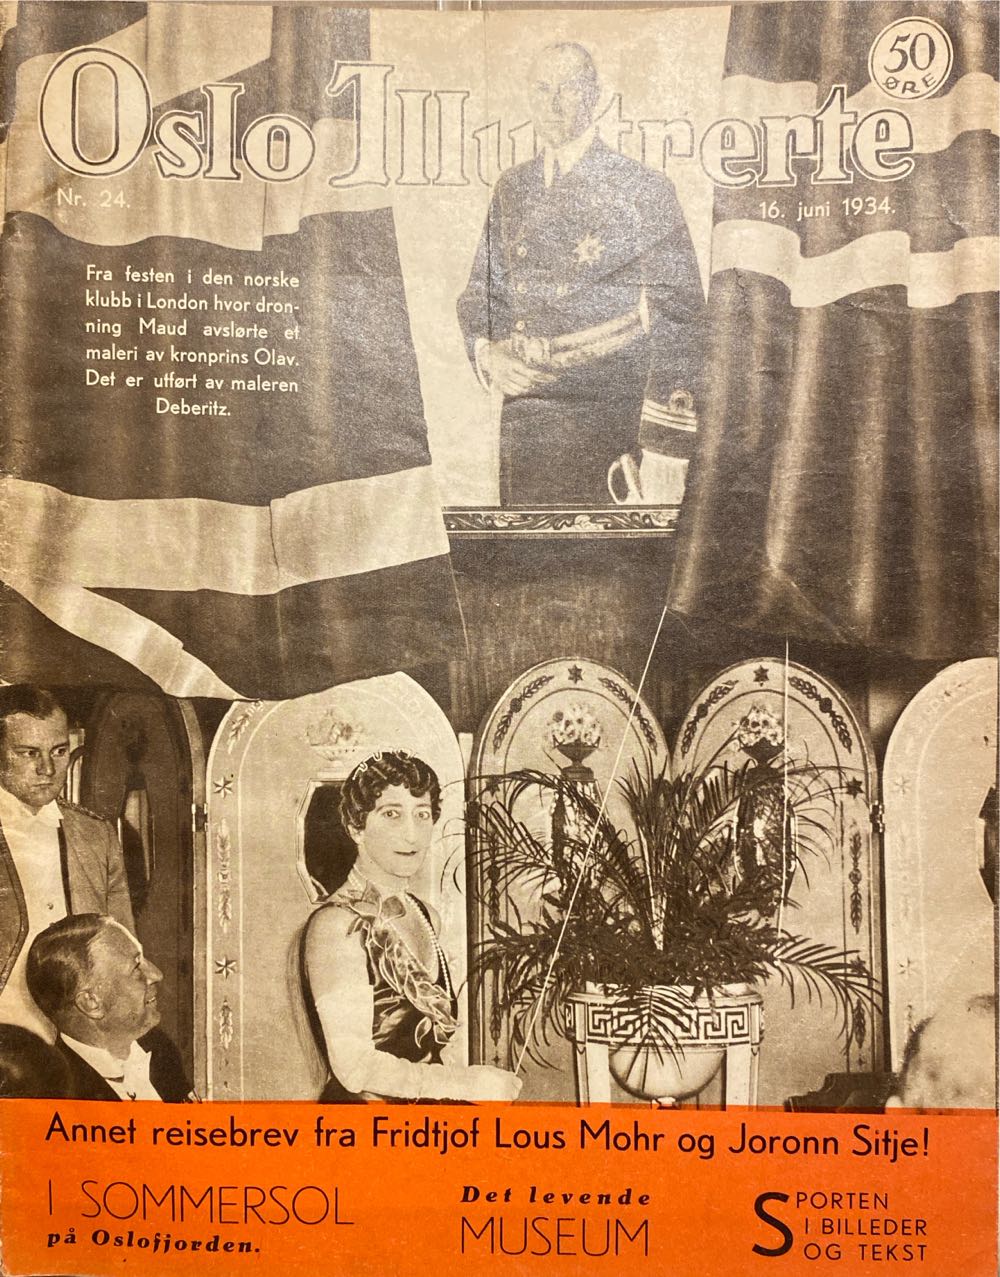 Oslo Illustrerte
50
ØRE
Nr. 24.
16. juni 1934.
Fra festen i den norske
klubb i London hvor dron-
ning Maud avslørte et
maleri av kronprins Olav.
Det er utført av maleren
Deberitz.
Annet reisebrev fra Fridtjof Lous Mohr og Joronn Sitje!
I SOMMERSOL
på Oslofjorden.
Det levende
MUSEUM
SPORTEN
I BILLEDER
OG TEKST